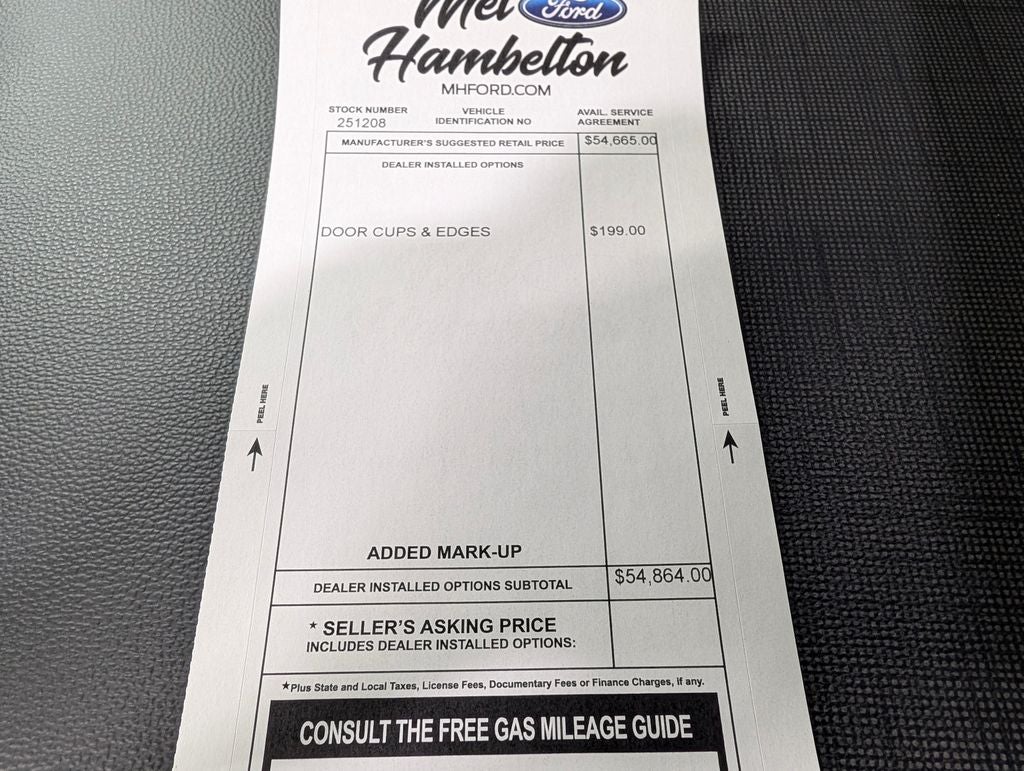 Mel Ford
Hambelton
MHFORD.COM
STOCK NUMBER
251208
VEHICLE
IDENTIFICATION NO
AVAIL. SERVICE
AGREEMENT
MANUFACTURER'S SUGGESTED RETAIL PRICE $54,665.00
DEALER INSTALLED OPTIONS
DOOR CUPS & EDGES $199.00
PEEL HERE
PEEL HERE
ADDED MARK-UP
DEALER INSTALLED OPTIONS SUBTOTAL $54,864.00
* SELLER'S ASKING PRICE
INCLUDES DEALER INSTALLED OPTIONS:
★Plus State and Local Taxes, License Fees, Documentary Fees or Finance Charges, If any.
CONSULT THE FREE GAS MILEAGE GUIDE